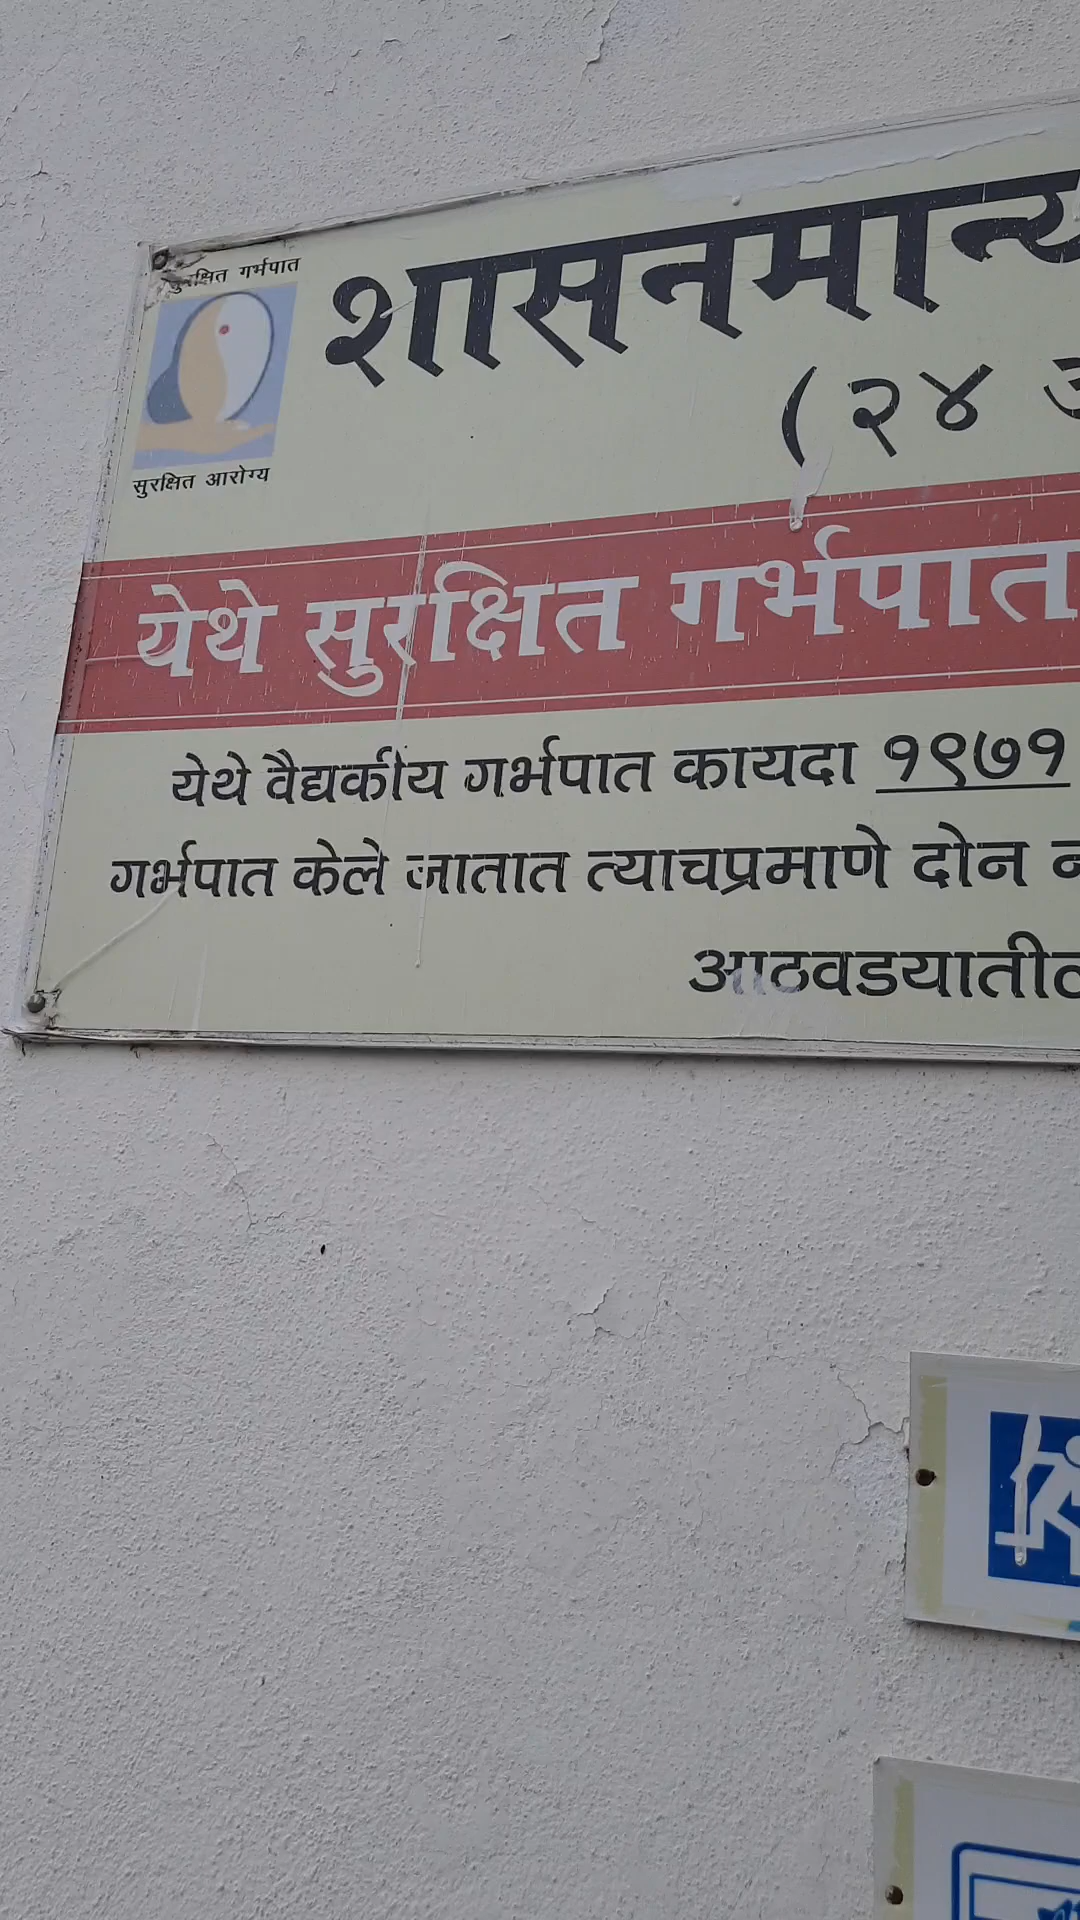 सुरक्षित गर्भपात
सुरक्षित आरोग्य
शासनमान्य
(२४
येथे सुरक्षित गर्भपात
येथे वैद्यकीय गर्भपात कायदा १९७१
गर्भपात केले जातात त्याचप्रमाणे दोन
आठवडयातील